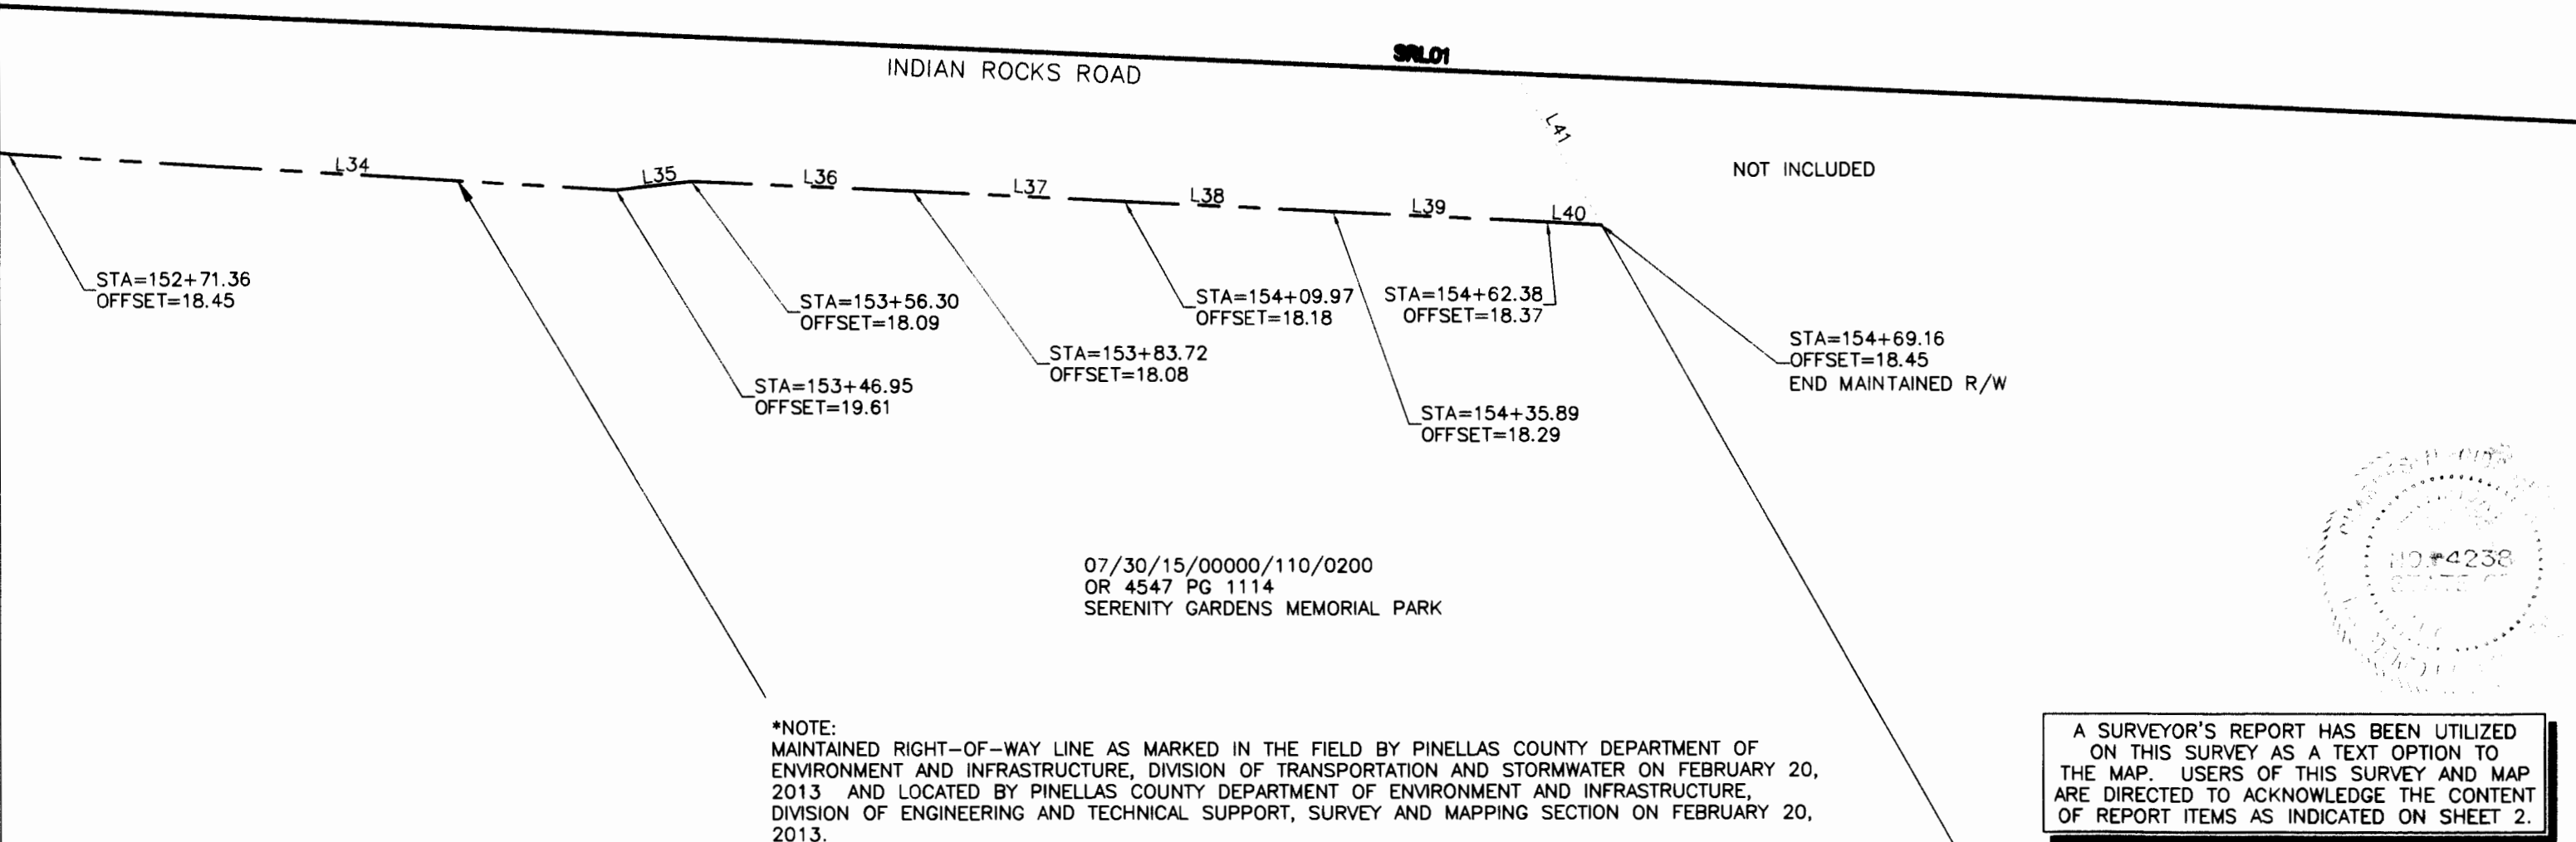 SRL01
INDIAN ROCKS ROAD
L41
NOT INCLUDED
L34
L35
L36
L37
L38
L39
L40
STA=152+71.36
OFFSET=18.45
STA=153+56.30
OFFSET=18.09
STA=154+09.97
OFFSET=18.18
STA=154+62.38
OFFSET=18.37
STA=154+69.16
OFFSET=18.45
END MAINTAINED R/W
STA=153+83.72
OFFSET=18.08
STA=153+46.95
OFFSET=19.61
STA=154+35.89
OFFSET=18.29
07/30/15/00000/110/0200
OR 4547 PG 1114
SERENITY GARDENS MEMORIAL PARK
NO.#4238
STATE OF
*NOTE:
MAINTAINED RIGHT-OF-WAY LINE AS MARKED IN THE FIELD BY PINELLAS COUNTY DEPARTMENT OF
ENVIRONMENT AND INFRASTRUCTURE, DIVISION OF TRANSPORTATION AND STORMWATER ON FEBRUARY 20,
2013 AND LOCATED BY PINELLAS COUNTY DEPARTMENT OF ENVIRONMENT AND INFRASTRUCTURE,
DIVISION OF ENGINEERING AND TECHNICAL SUPPORT, SURVEY AND MAPPING SECTION ON FEBRUARY 20,
2013.
A SURVEYOR'S REPORT HAS BEEN UTILIZED
ON THIS SURVEY AS A TEXT OPTION TO
THE MAP. USERS OF THIS SURVEY AND MAP
ARE DIRECTED TO ACKNOWLEDGE THE CONTENT
OF REPORT ITEMS AS INDICATED ON SHEET 2.